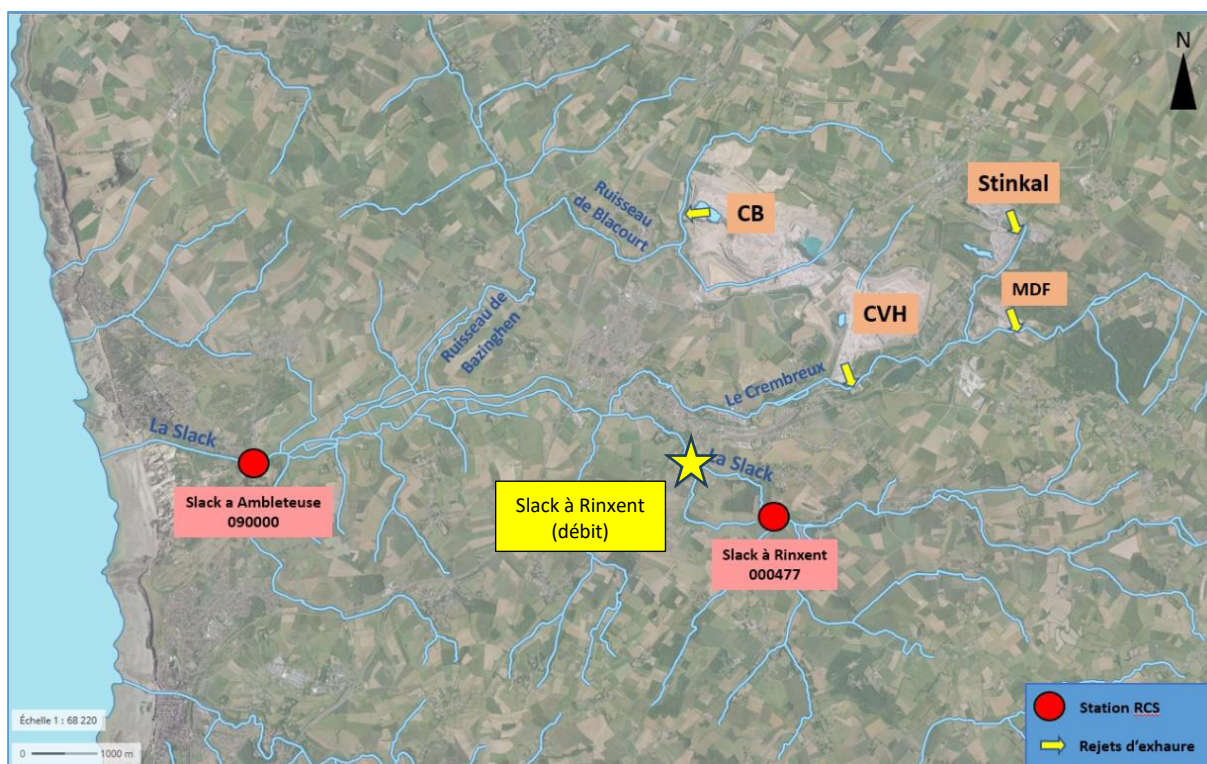 N
Stinkal
Ruisseau
de Blacourt
CB
MDF
CVH
Ruisseau de
Bazinghen
Le Crembreux
La Slack
La Slack
Slack a Ambleteuse
090000
Slack à Rinxent
(débit)
Slack à Rinxent
000477
Échelle 1 : 68 220
0 1000 m
Station RCS
Rejets d'exhaure